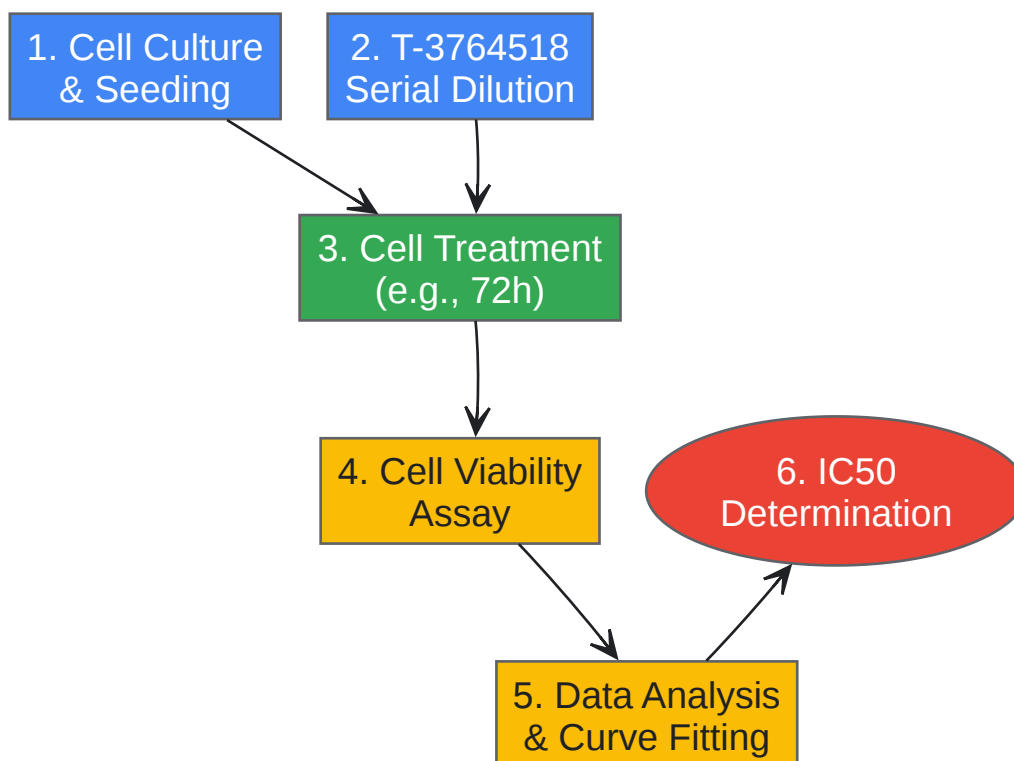 1. Cell Culture
& Seeding
2. T-3764518
Serial Dilution
3. Cell Treatment
(e.g., 72h)
4. Cell Viability
Assay
6. IC50
Determination
5. Data Analysis
& Curve Fitting